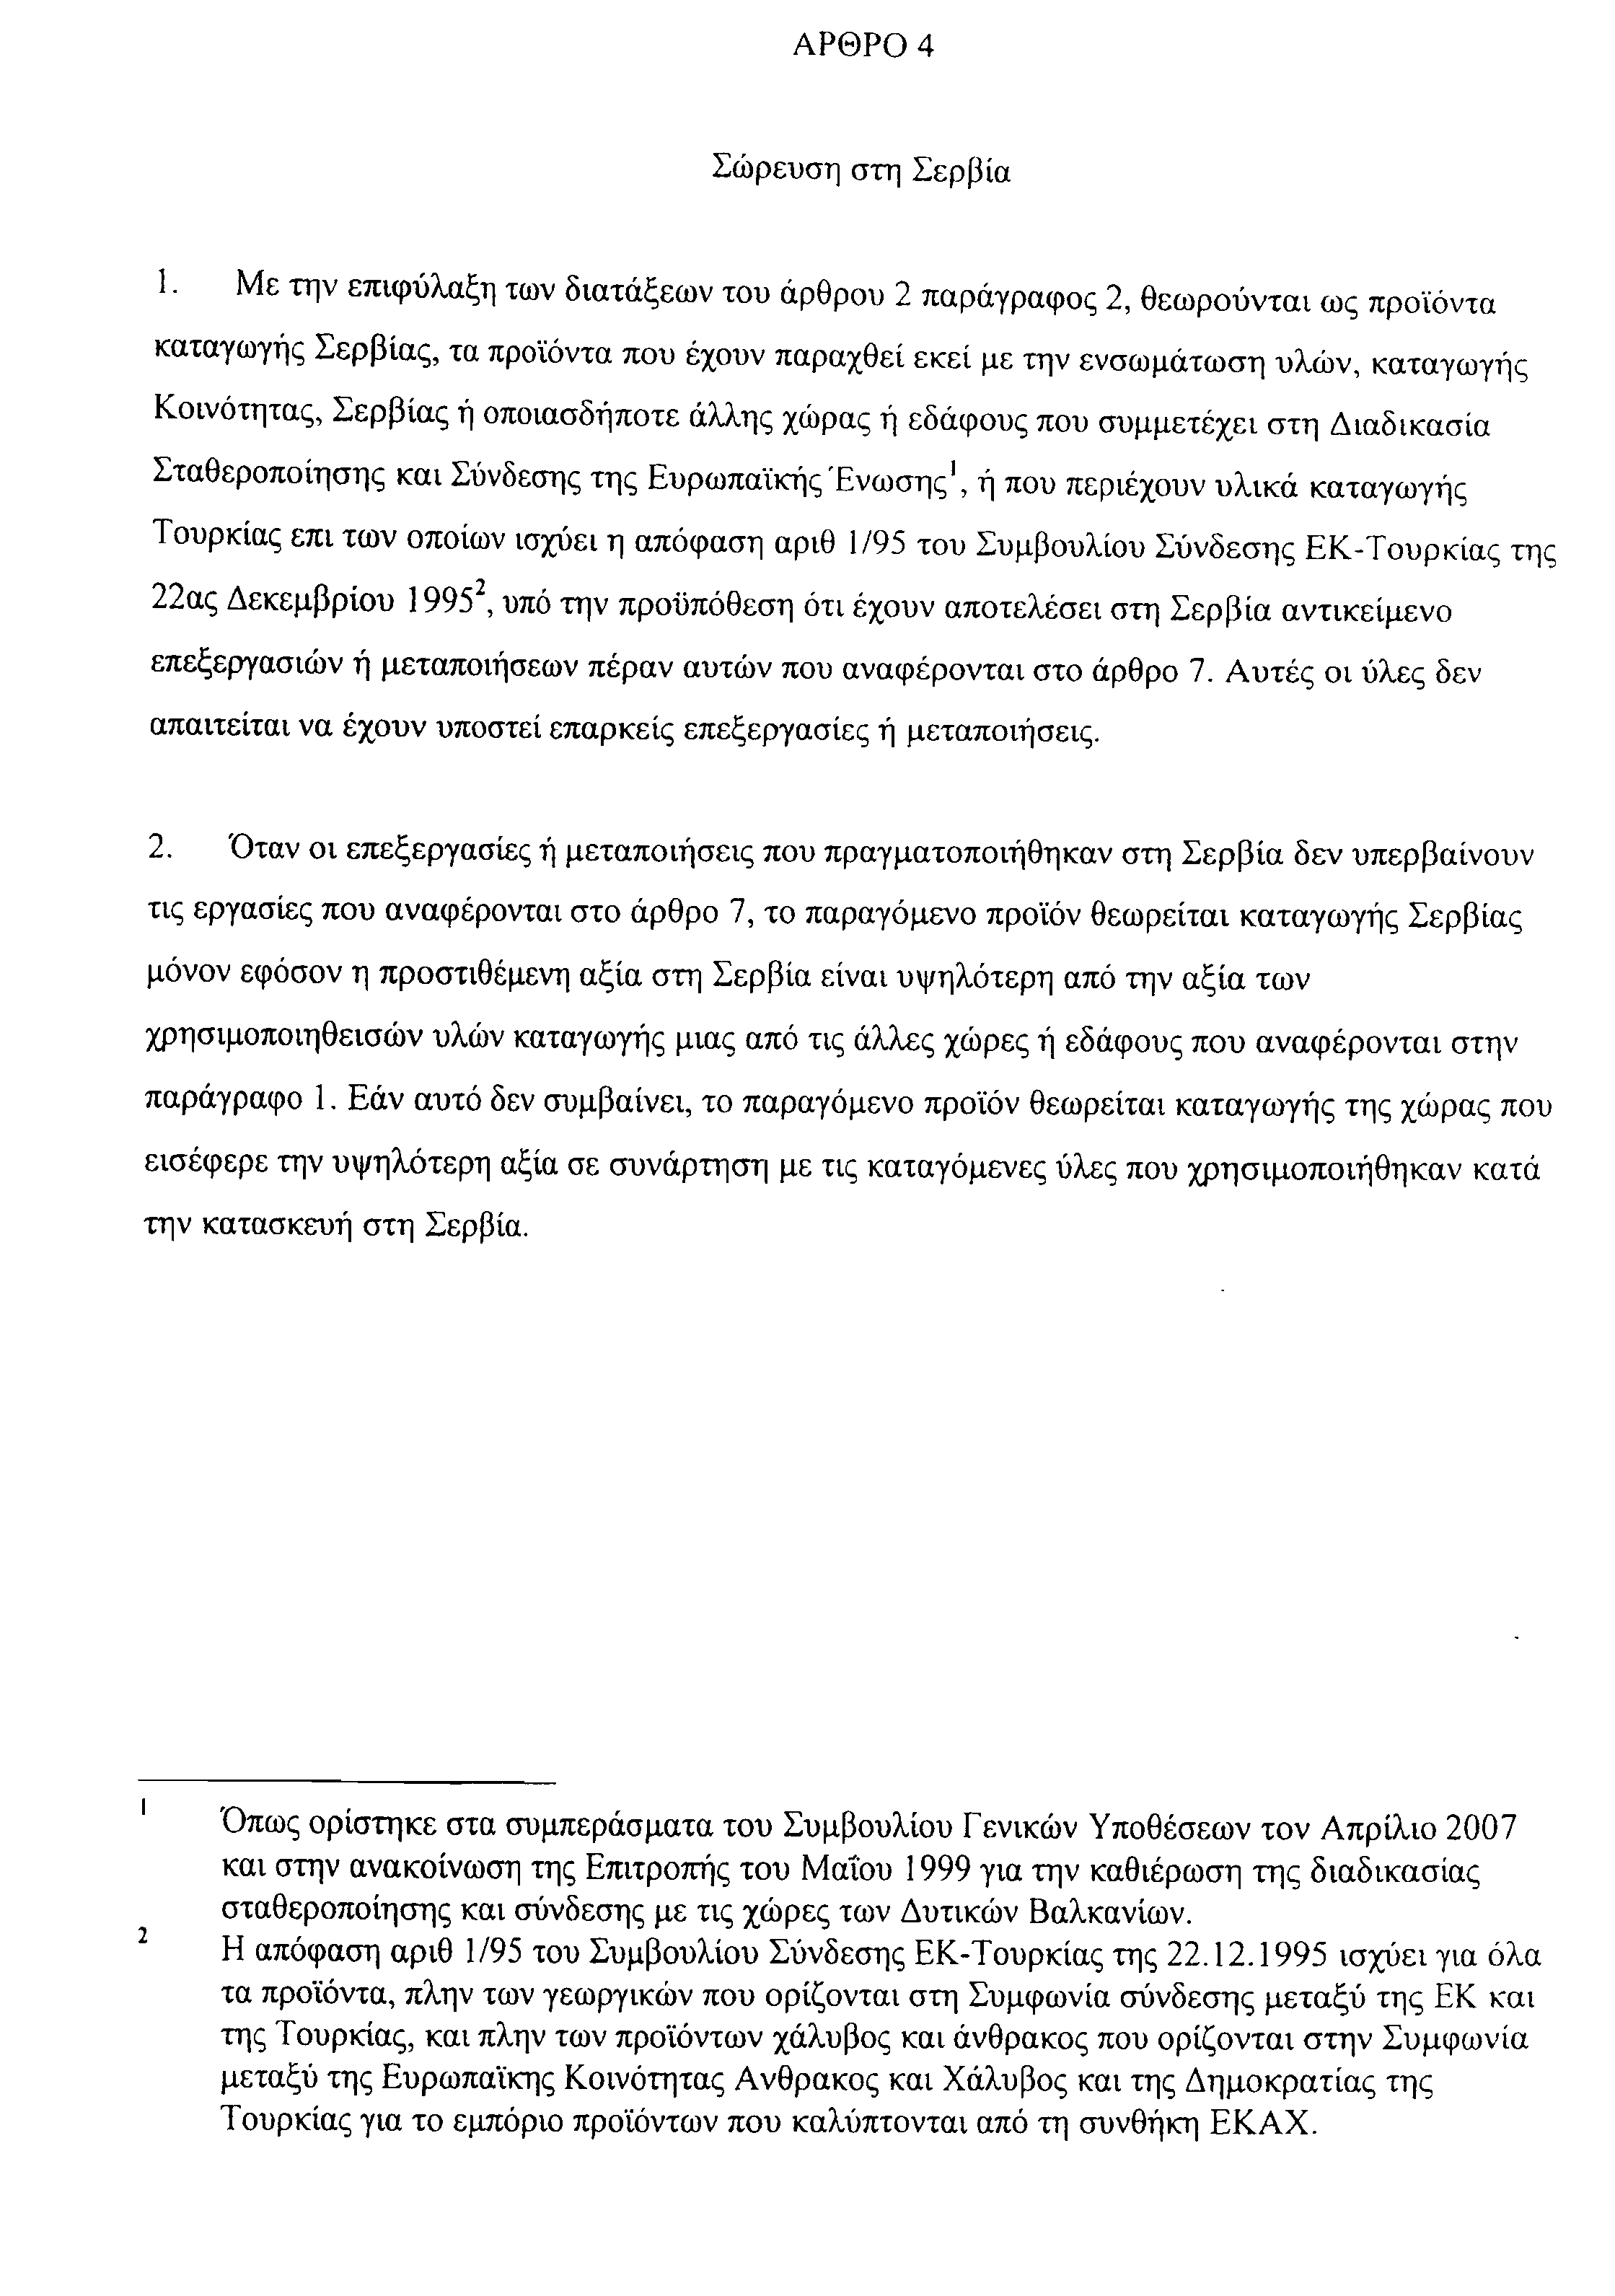 ΑΡΘΡΟ 4
Σώρευση στη Σερβία
1. Με την επιφύλαξη των διατάξεων του άρθρου 2 παράγραφος 2, θεωρούνται ως προϊόντα
καταγωγής Σερβίας, τα προϊόντα που έχουν παραχθεί εκεί με την ενσωμάτωση υλών, καταγωγής
Κοινότητας, Σερβίας ή οποιασδήποτε άλλης χώρας ή εδάφους που συμμετέχει στη Διαδικασία
Σταθεροποίησης και Σύνδεσης της Ευρωπαϊκής Ένωσης¹, ή που περιέχουν υλικά καταγωγής
Τουρκίας επι των οποίων ισχύει η απόφαση αριθ 1/95 του Συμβουλίου Σύνδεσης ΕΚ-Τουρκίας της
22ας Δεκεμβρίου 1995², υπό την προϋπόθεση ότι έχουν αποτελέσει στη Σερβία αντικείμενο
επεξεργασιών ή μεταποιήσεων πέραν αυτών που αναφέρονται στο άρθρο 7. Αυτές οι ύλες δεν
απαιτείται να έχουν υποστεί επαρκείς επεξεργασίες ή μεταποιήσεις.
2. Όταν οι επεξεργασίες ή μεταποιήσεις που πραγματοποιήθηκαν στη Σερβία δεν υπερβαίνουν
τις εργασίες που αναφέρονται στο άρθρο 7, το παραγόμενο προϊόν θεωρείται καταγωγής Σερβίας
μόνον εφόσον η προστιθέμενη αξία στη Σερβία είναι υψηλότερη από την αξία των
χρησιμοποιηθεισών υλών καταγωγής μιας από τις άλλες χώρες ή εδάφους που αναφέρονται στην
παράγραφο 1. Εάν αυτό δεν συμβαίνει, το παραγόμενο προϊόν θεωρείται καταγωγής της χώρας που
εισέφερε την υψηλότερη αξία σε συνάρτηση με τις καταγόμενες ύλες που χρησιμοποιήθηκαν κατά
την κατασκευή στη Σερβία.
1 Όπως ορίστηκε στα συμπεράσματα του Συμβουλίου Γενικών Υποθέσεων τον Απρίλιο 2007
και στην ανακοίνωση της Επιτροπής του Μαΐου 1999 για την καθιέρωση της διαδικασίας
σταθεροποίησης και σύνδεσης με τις χώρες των Δυτικών Βαλκανίων.
2 Η απόφαση αριθ 1/95 του Συμβουλίου Σύνδεσης ΕΚ-Τουρκίας της 22.12.1995 ισχύει για όλα
τα προϊόντα, πλην των γεωργικών που ορίζονται στη Συμφωνία σύνδεσης μεταξύ της ΕΚ και
της Τουρκίας, και πλην των προϊόντων χάλυβος και άνθρακος που ορίζονται στην Συμφωνία
μεταξύ της Ευρωπαϊκης Κοινότητας Ανθρακος και Χάλυβος και της Δημοκρατίας της
Τουρκίας για το εμπόριο προϊόντων που καλύπτονται από τη συνθήκη ΕΚΑΧ.